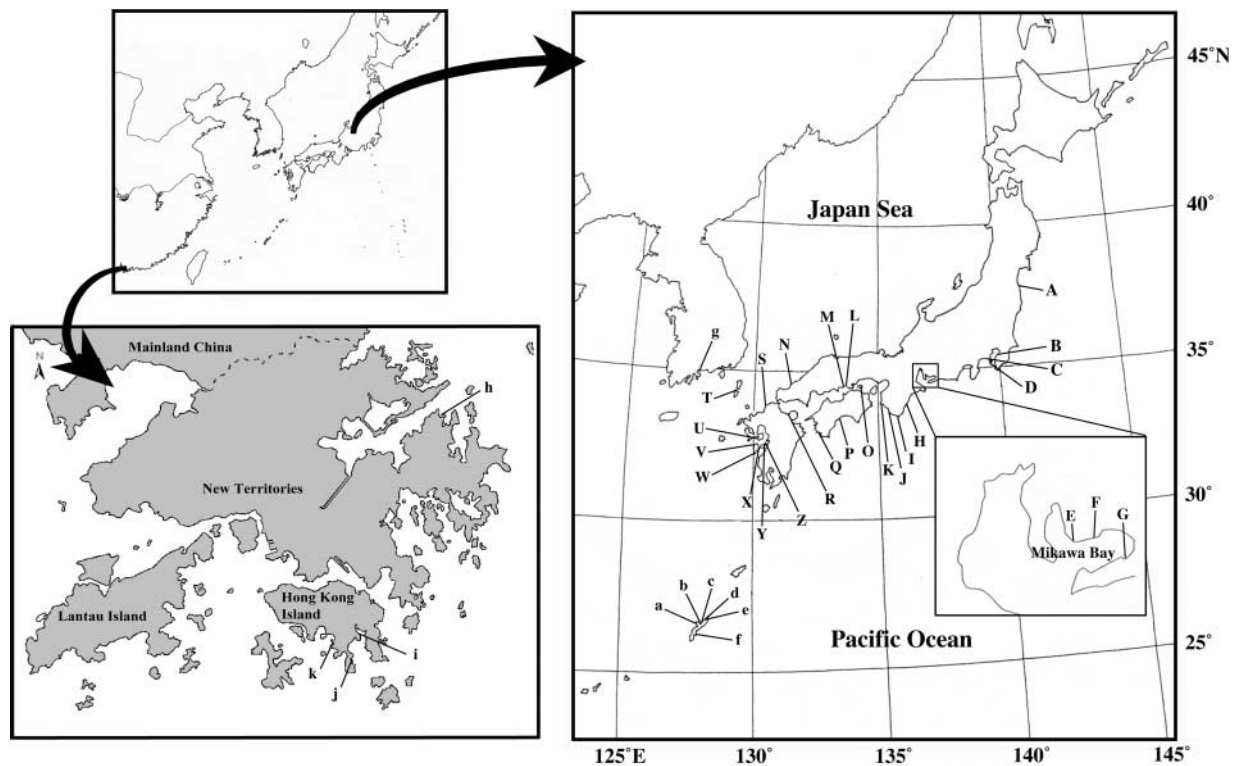 N
Mainland China
h
New Territories
Lantau Island
Hong Kong
Island
i
k
j
45°N
40°
35°
30°
25°
Japan Sea
A
M
L
B
g
S
N
C
D
T
U
V
W
X
Y
Z
R
Q
P
O
K
J
I
H
E
F
G
Mikawa Bay
b
c
d
a
e
f
Pacific Ocean
125°E
130°
135°
140°
145°